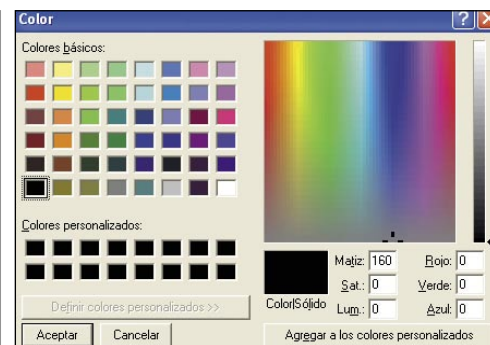 Color
Colores básicos:
Colores personalizados:
Definir colores personalizados >>
Aceptar Cancelar
Color|Sólido
Matiz: 160 Rojo: 0
Sat.: 0 Verde: 0
Lum.: 0 Azul: 0
Agregar a los colores personalizados